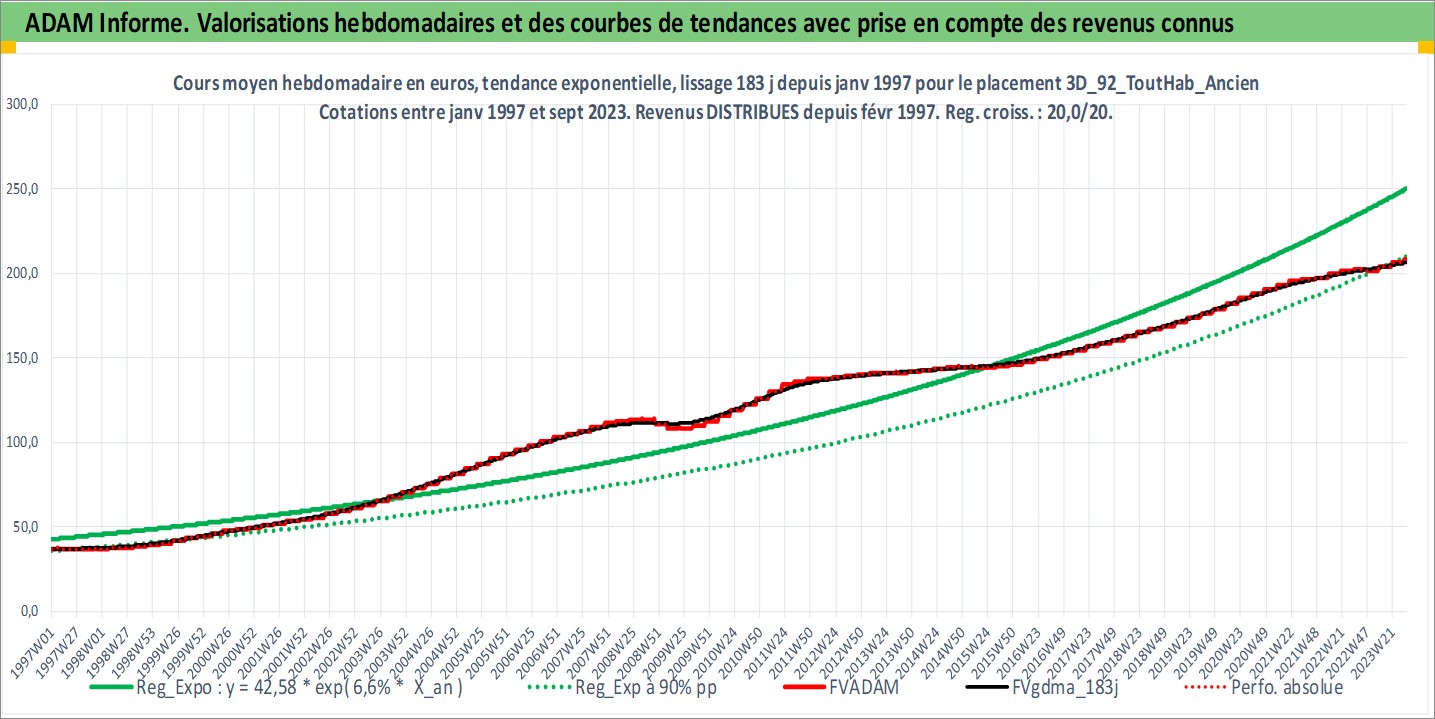 ADAM Informe. Valorisations hebdomadaires et des courbes de tendances avec prise en compte des revenus connus
Cours moyen hebdomadaire en euros, tendance exponentielle, lissage 183 j depuis janv 1997 pour le placement 3D_92_ToutHab_Ancien
Cotations entre janv 1997 et sept 2023. Revenus DISTRIBUES depuis févr 1997. Reg. croiss. : 20,0/20.
300,0
250,0
200,0
150,0
100,0
50,0
0,0
1997W01
1997W27
1998W01
1998W27
1998W53
1999W26
1999W52
2000W26
2000W52
2001W26
2001W52
2002W26
2002W52
2003W26
2003W52
2004W26
2004W52
2005W25
2005W51
2006W25
2006W51
2007W25
2007W51
2008W25
2008W51
2009W25
2009W51
2010W24
2010W50
2011W24
2011W50
2012W24
2012W50
2013W24
2013W50
2014W24
2014W50
2015W24
2015W50
2016W23
2016W49
2017W23
2017W49
2018W23
2018W49
2019W23
2019W49
2020W23
2020W49
2021W22
2021W48
2022W21
2022W47
2023W21
Reg_Expo : y = 42,58 * exp( 6,6% * X_an )
Reg_Exp à 90% pp
FVADAM
FVgdma_183j
Perfo. absolue